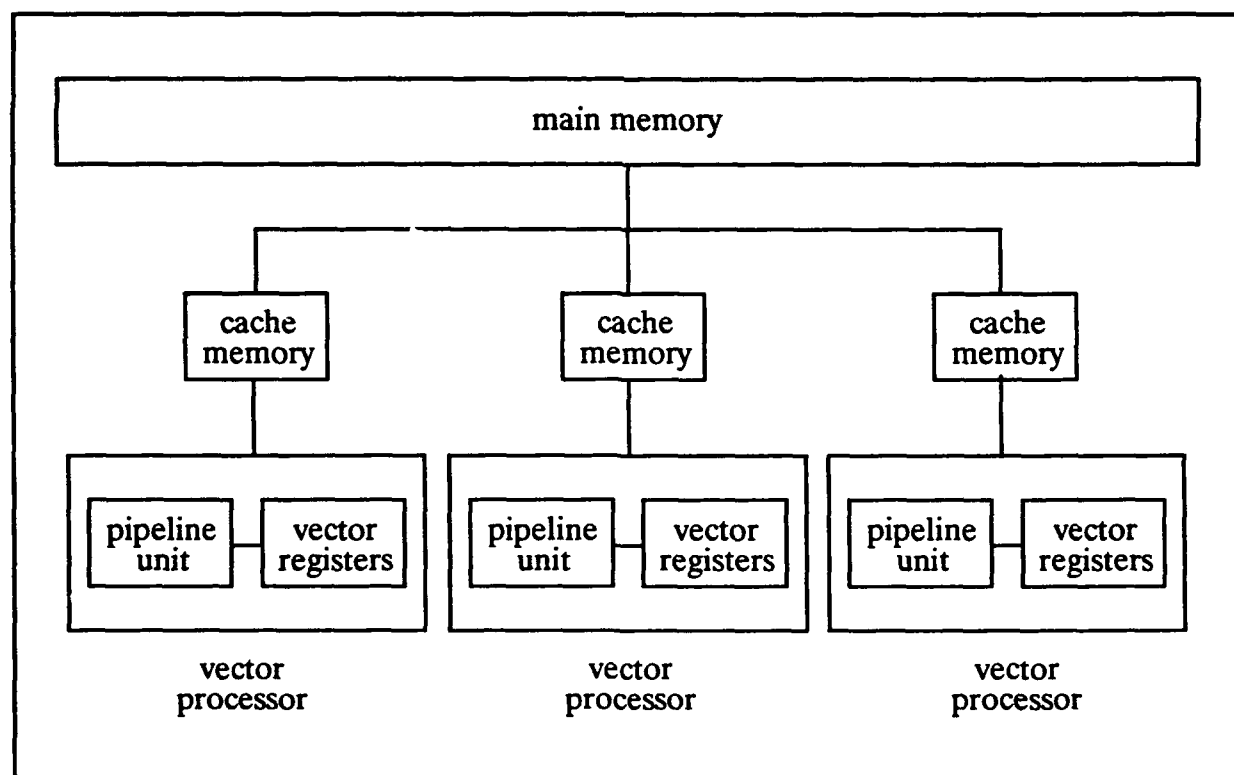 main memory
cache
memory
cache
memory
cache
memory
pipeline
unit
vector
registers
pipeline
unit
vector
registers
pipeline
unit
vector
registers
vector
processor
vector
processor
vector
processor